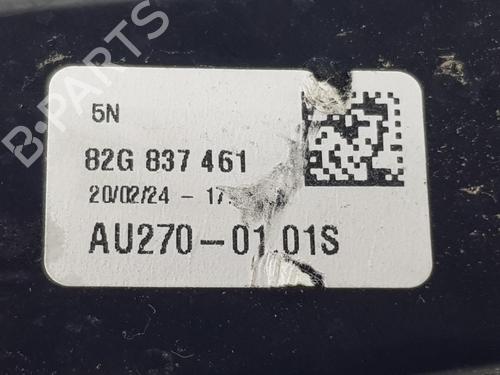 B-PARTS
5N
82G 837 461
20/02/24 - 17
AU270-01.01S